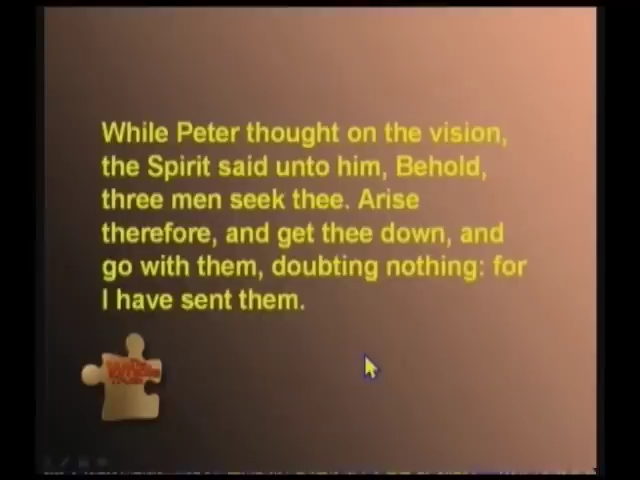 While Peter thought on the vision,
the Spirit said unto him, Behold,
three men seek thee. Arise
therefore, and get thee down, and
go with them, doubting nothing: for
I have sent them.